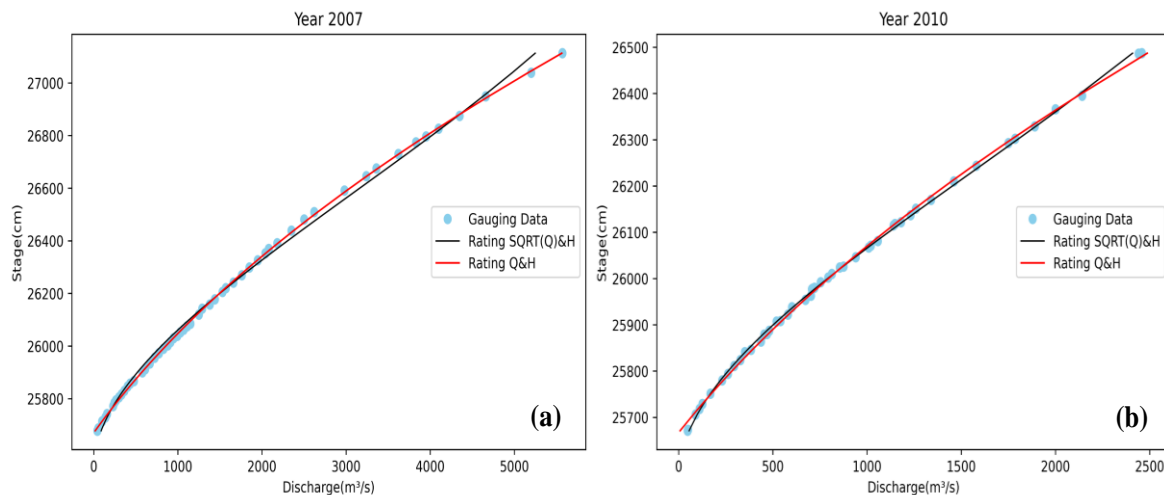 Year 2007
Stage(cm)
27000
26800
26600
26400
26200
26000
25800
Gauging Data
Rating SQRT(Q)&H
Rating Q&H
(a)
0 1000 2000 3000 4000 5000
Discharge(m³/s)
Year 2010
Stage(cm)
26500
26400
26300
26200
26100
26000
25900
25800
25700
Gauging Data
Rating SQRT(Q)&H
Rating Q&H
(b)
0 500 1000 1500 2000 2500
Discharge(m³/s)